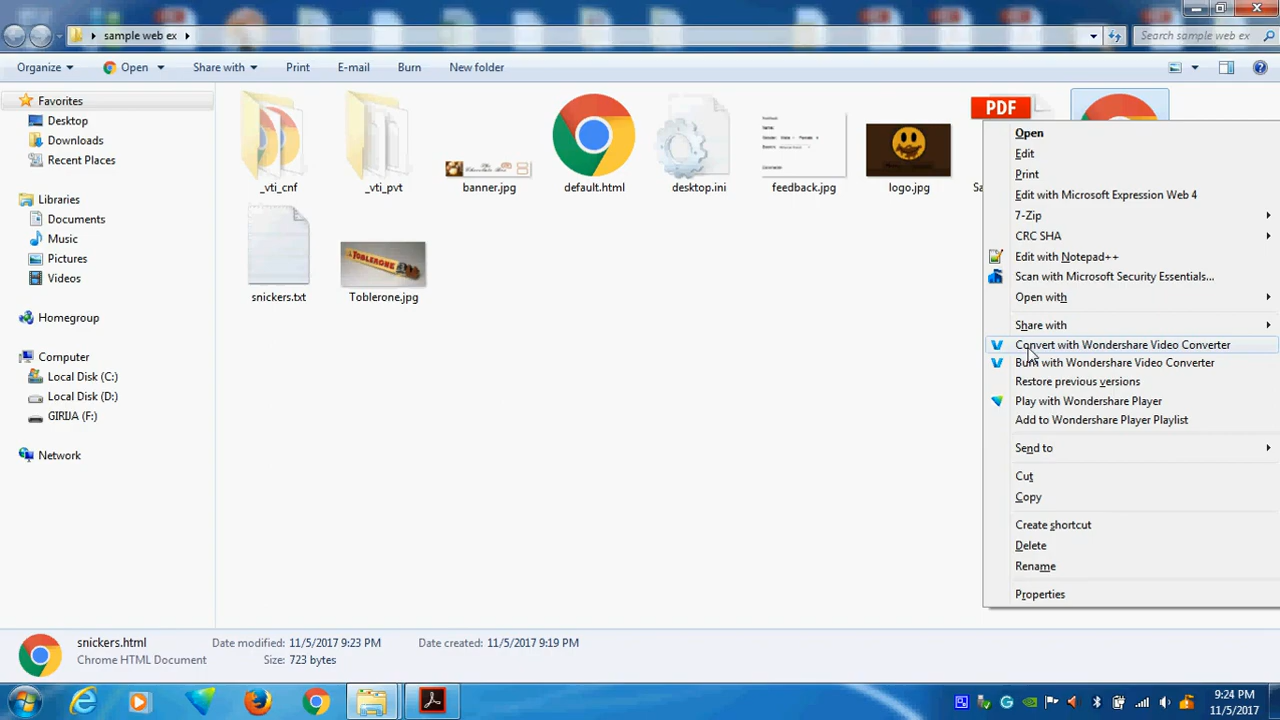 sample web ex
Search sample web ex
Organize
Open
Share with
Print
E-mail
Burn
New folder
Favorites
Desktop
Downloads
Recent Places
Libraries
Documents
Music
Pictures
Videos
Homegroup
Computer
Local Disk (C:)
Local Disk (D:)
GIRIJA (F:)
Network
PDF
_vti_cnf
_vti_pvt
banner.jpg
default.html
desktop.ini
feedback.jpg
logo.jpg
Sa
snickers.txt
Toblerone.jpg
TOBLERONE
Open
Edit
Print
Edit with Microsoft Expression Web 4
7-Zip
CRC SHA
Edit with Notepad++
Scan with Microsoft Security Essentials...
Open with
Share with
Convert with Wondershare Video Converter
Burn with Wondershare Video Converter
Restore previous versions
Play with Wondershare Player
Add to Wondershare Player Playlist
Send to
Cut
Copy
Create shortcut
Delete
Rename
Properties
snickers.html
Date modified: 11/5/2017 9:23 PM
Date created: 11/5/2017 9:19 PM
Chrome HTML Document
Size: 723 bytes
9:24 PM
11/5/2017